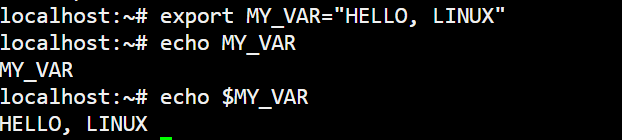 localhost:~# export MY_VAR="HELLO, LINUX"
localhost:~# echo MY_VAR
MY_VAR
localhost:~# echo $MY_VAR
HELLO, LINUX